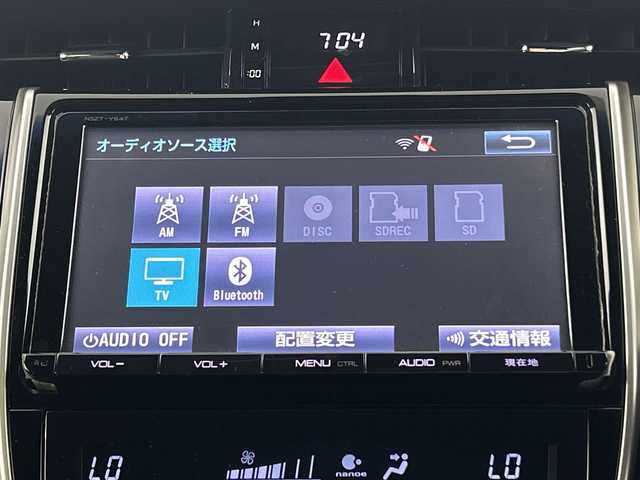 H
7:04
M
:00
NSZT-Y64T
オーディオソース選択
AM
FM
DISC
SDREC
SD
TV
Bluetooth
AUDIO OFF
配置変更
交通情報
VOL−
VOL+
MENU CTRL
AUDIO PWR
現在地
LO
nanoe
LO